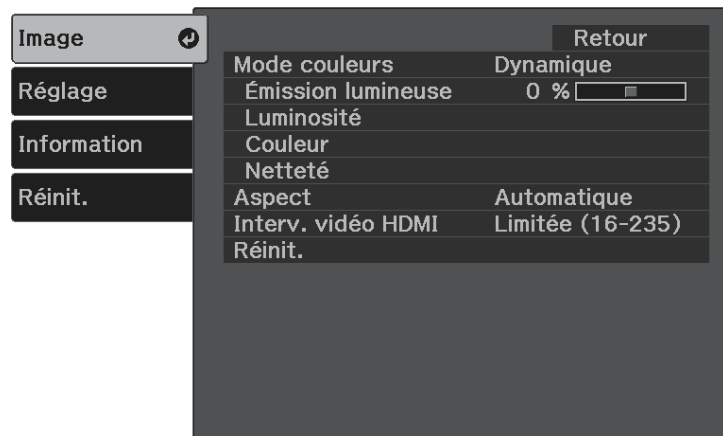 Image
Réglage
Information
Réinit.
Retour
Mode couleurs Dynamique
Émission lumineuse 0 %
Luminosité
Couleur
Netteté
Aspect Automatique
Interv. vidéo HDMI Limitée (16-235)
Réinit.